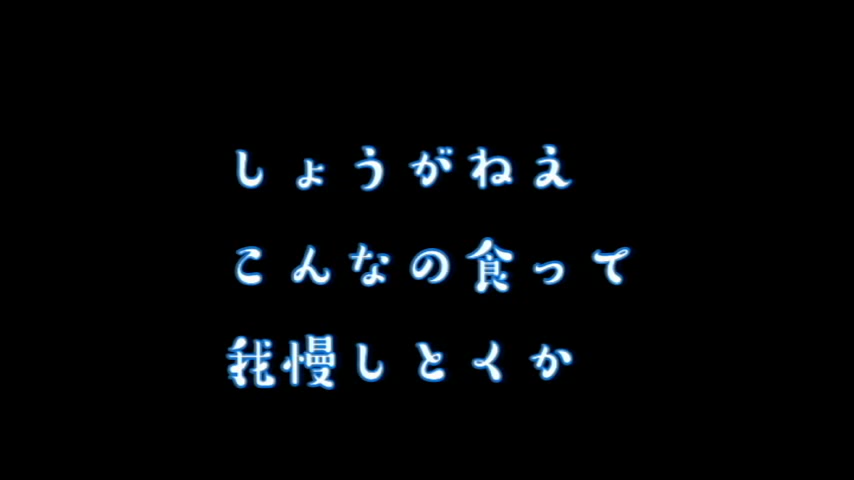 しょうがねえ
こんなの食って
我慢しとくか